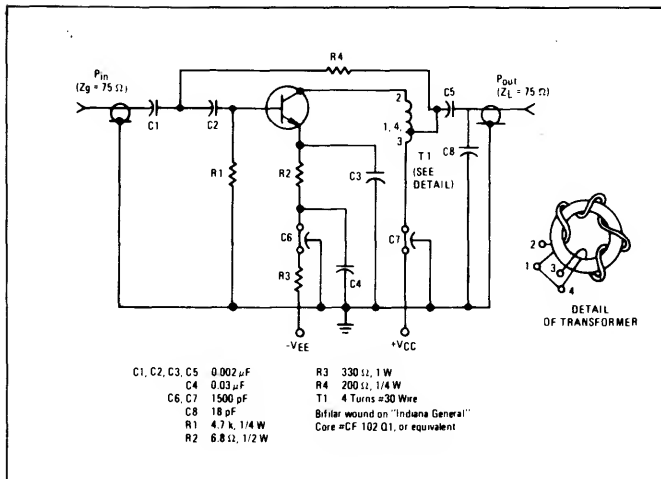 R4
Pin
(Zg = 75 Ω)
Pout
(ZL = 75 Ω)
C1
C2
C5
2
1, 4,
3
T1
(SEE
DETAIL)
C8
R1
R2
C3
C6
C4
C7
R3
-VEE
+VCC
2
1
3
4
DETAIL
OF TRANSFORMER
C1, C2, C3, C5 0.002 μF
C4 0.03 μF
C6, C7 1500 pF
C8 18 pF
R1 4.7 k, 1/4 W
R2 6.8 Ω, 1/2 W
R3 330 Ω, 1 W
R4 200 Ω, 1/4 W
T1 4 Turns #30 Wire
Bifilar wound on "Indiana General"
Core #CF 102 Q1, or equivalent